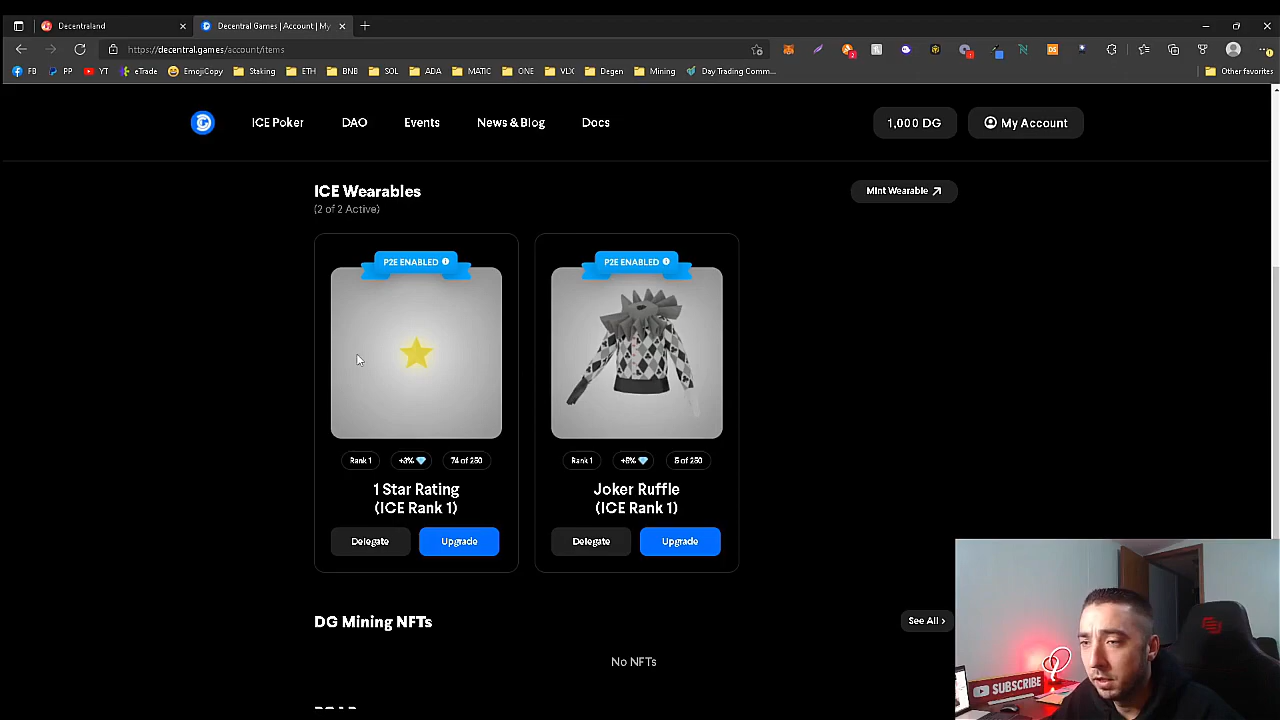 Decentraland
Decentral Games | Account | My
https://decentral.games/account/items
FB
PP
YT
eTrade
EmojiCopy
Staking
ETH
BNB
SOL
ADA
MATIC
ONE
VLX
Degen
Mining
Day Trading Comm...
Other favorites
ICE Poker
DAO
Events
News & Blog
Docs
1,000 DG
My Account
ICE Wearables
(2 of 2 Active)
Mint Wearable
P2E ENABLED
Rank 1
+3%
74 of 250
1 Star Rating
(ICE Rank 1)
Delegate
Upgrade
P2E ENABLED
Rank 1
5 of 250
Joker Ruffle
(ICE Rank 1)
Delegate
Upgrade
DG Mining NFTs
See All >
No NFTs
SUBSCRIBE